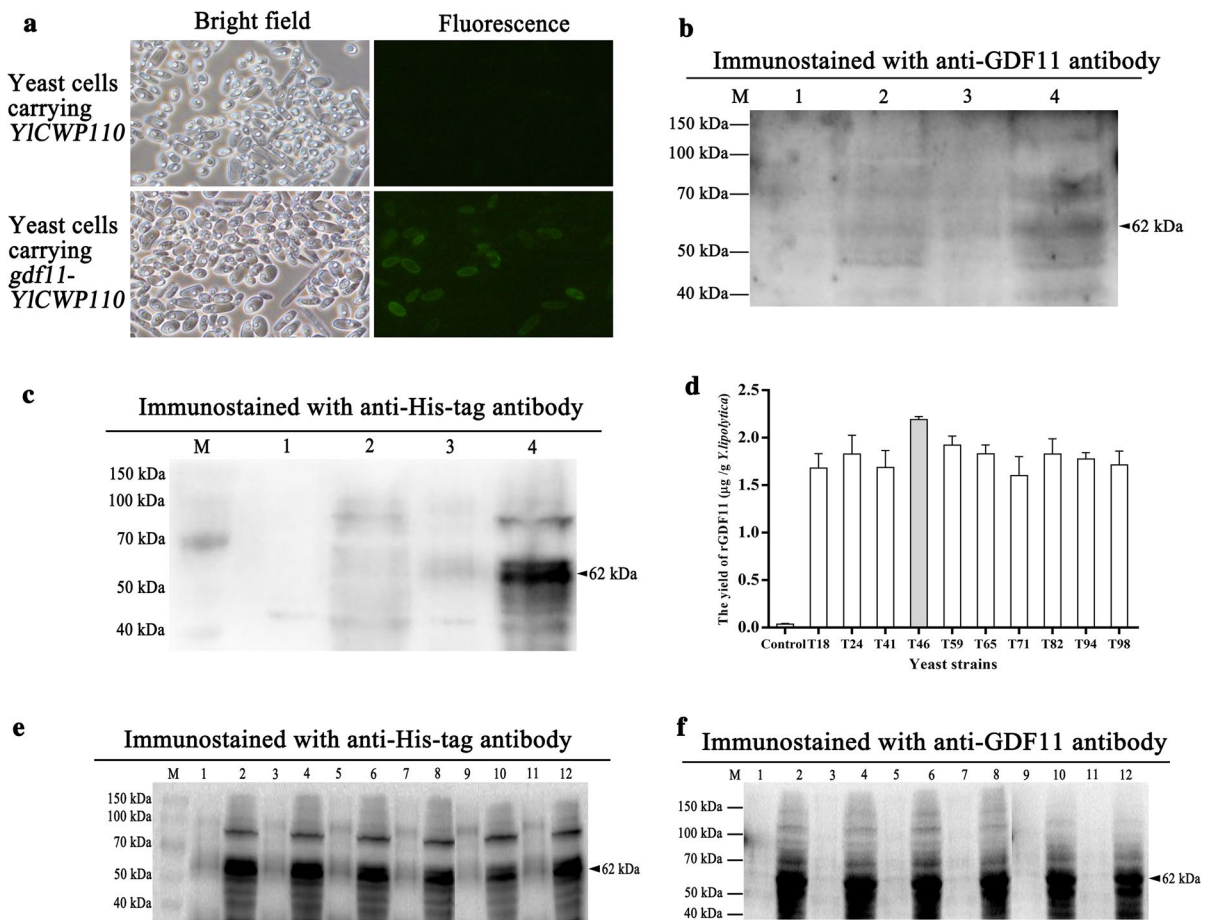 a
Bright field
Fluorescence
Yeast cells
carrying
YlCWP110
Yeast cells
carrying
gdf11-
YlCWP110
b
Immunostained with anti-GDF11 antibody
M 1 2 3 4
150 kDa
100 kDa
70 kDa
50 kDa
40 kDa
62 kDa
c
Immunostained with anti-His-tag antibody
M 1 2 3 4
150 kDa
100 kDa
70 kDa
50 kDa
40 kDa
62 kDa
d
The yield of rGDF11 (μg /g Y.lipolytica)
2.5
2.0
1.5
1.0
0.5
0.0
Control T18 T24 T41 T46 T59 T65 T71 T82 T94 T98
Yeast strains
e
Immunostained with anti-His-tag antibody
M 1 2 3 4 5 6 7 8 9 10 11 12
150 kDa
100 kDa
70 kDa
50 kDa
40 kDa
62 kDa
f
Immunostained with anti-GDF11 antibody
M 1 2 3 4 5 6 7 8 9 10 11 12
150 kDa
100 kDa
70 kDa
50 kDa
40 kDa
62 kDa